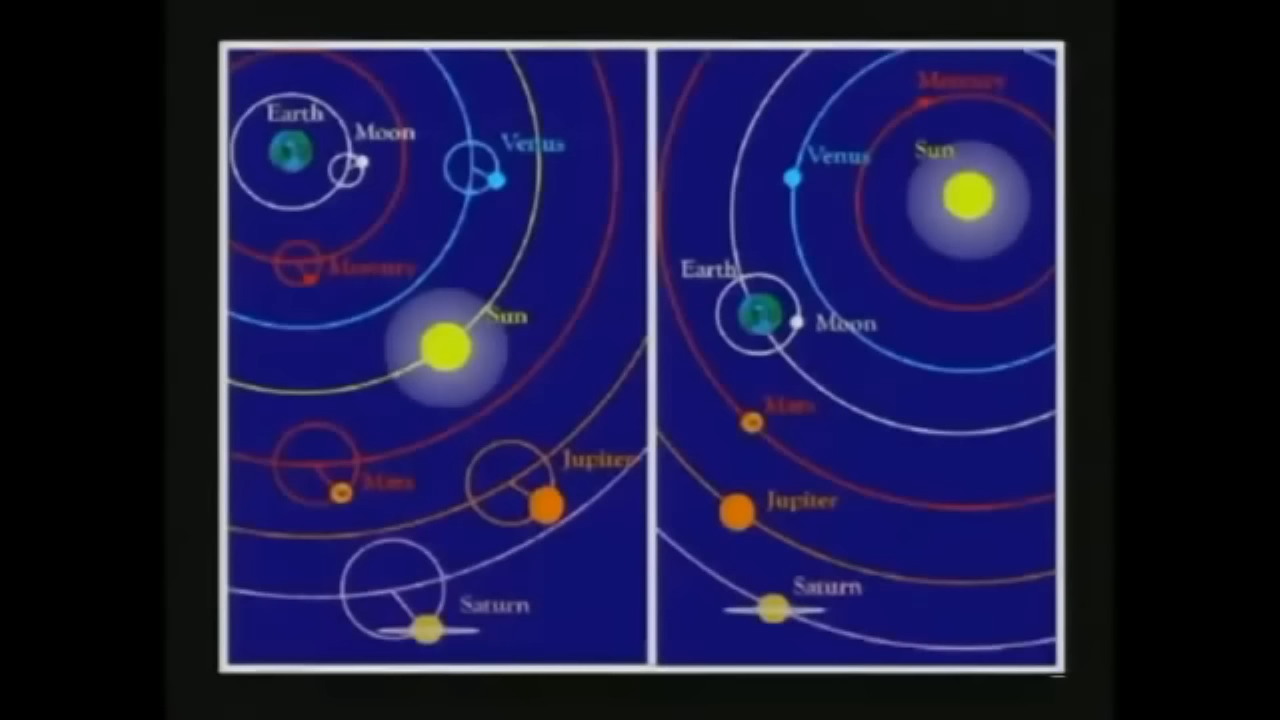 Earth
Moon
Venus
Mercury
Sun
Mars
Jupiter
Saturn
Mercury
Sun
Venus
Earth
Moon
Mars
Jupiter
Saturn